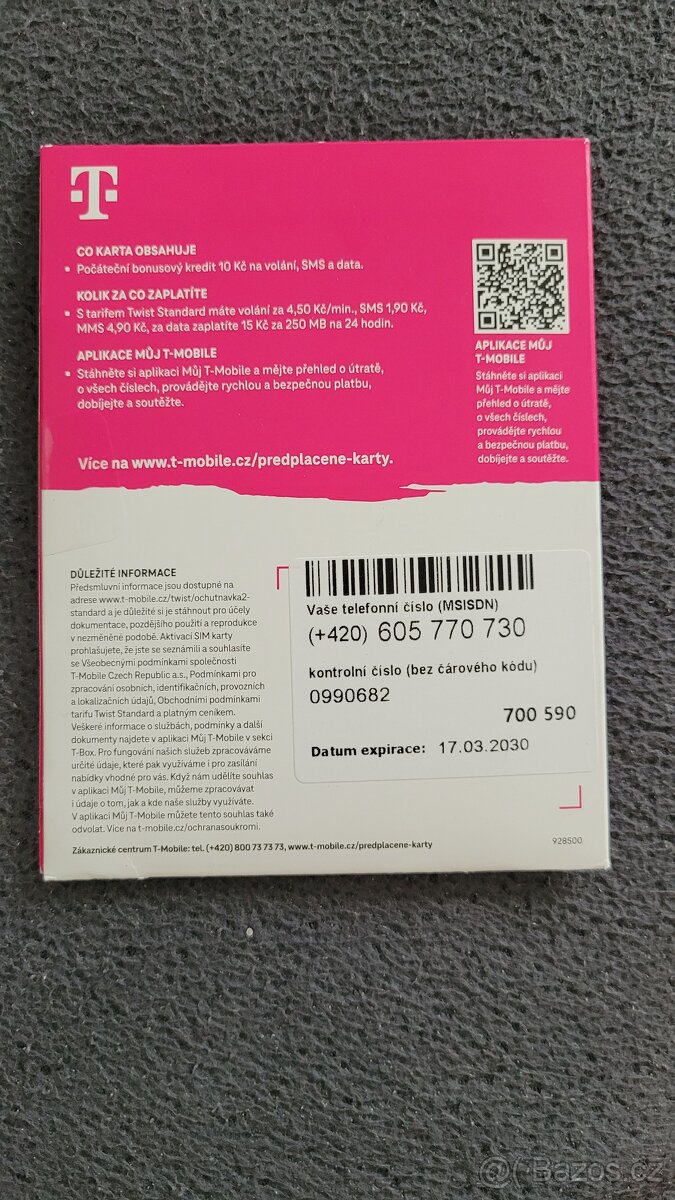 T
CO KARTA OBSAHUJE
• Počáteční bonusový kredit 10 Kč na volání, SMS a data.
KOLIK ZA CO ZAPLATÍTE
• S tarifem Twist Standard máte volání za 4,50 Kč/min., SMS 1,90 Kč,
MMS 4,90 Kč, za data zaplatíte 15 Kč za 250 MB na 24 hodin.
APLIKACE MŮJ T-MOBILE
• Stáhněte si aplikaci Můj T-Mobile a mějte přehled o útratě,
o všech číslech, provádějte rychlou a bezpečnou platbu,
dobíjejte a soutěžte.
Více na www.t-mobile.cz/predplacene-karty.
APLIKACE MŮJ
T-MOBILE
Stáhněte si aplikaci
Můj T-Mobile a mějte
přehled o útratě,
o všech číslech,
provádějte rychlou
a bezpečnou platbu,
dobíjejte a soutěžte.
DŮLEŽITÉ INFORMACE
Předsmluvní informace jsou dostupné na
adrese www.t-mobile.cz/twist/ochutnavka2-
standard a je důležité si je stáhnout pro účely
dokumentace, pozdějšího použití a reprodukce
v nezměněné podobě. Aktivací SIM karty
prohlašujete, že jste se seznámili a souhlasíte
se Všeobecnými podmínkami společnosti
T-Mobile Czech Republic a.s., Podmínkami pro
zpracování osobních, identifikačních, provozních
a lokalizačních údajů, Obchodními podmínkami
tarifu Twist Standard a platným ceníkem.
Veškeré informace o službách, podmínky a další
dokumenty najdete v aplikaci Můj T-Mobile v sekci
T-Box. Pro fungování našich služeb zpracováváme
určité údaje, které pak využíváme i pro zasílání
nabídky vhodné pro vás. Když nám udělíte souhlas
v aplikaci Můj T-Mobile, můžeme zpracovávat
i údaje o tom, jak a kde naše služby využíváte.
V aplikaci Můj T-Mobile můžete tento souhlas také
odvolat. Více na t-mobile.cz/ochranasoukromi.
Vaše telefonní číslo (MSISDN)
(+420) 605 770 730
kontrolní číslo (bez čárového kódu)
0990682
700 590
Datum expirace: 17.03.2030
Zákaznické centrum T-Mobile: tel. (+420) 800 73 73 73, www.t-mobile.cz/predplacene-karty
928500
@ Bazos.cz